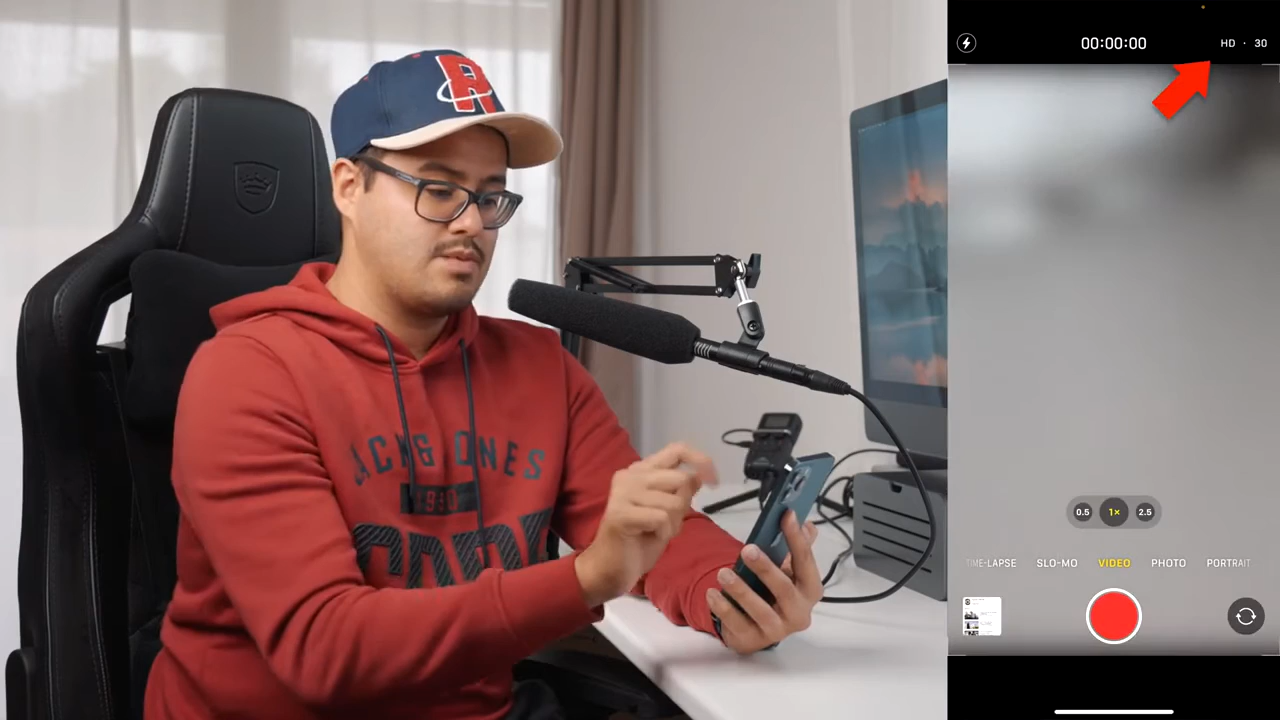 R
JACK & JONES
1990
00:00:00
HD · 30
0.5 1× 2.5
TIME-LAPSE SLO-MO VIDEO PHOTO PORTRAIT